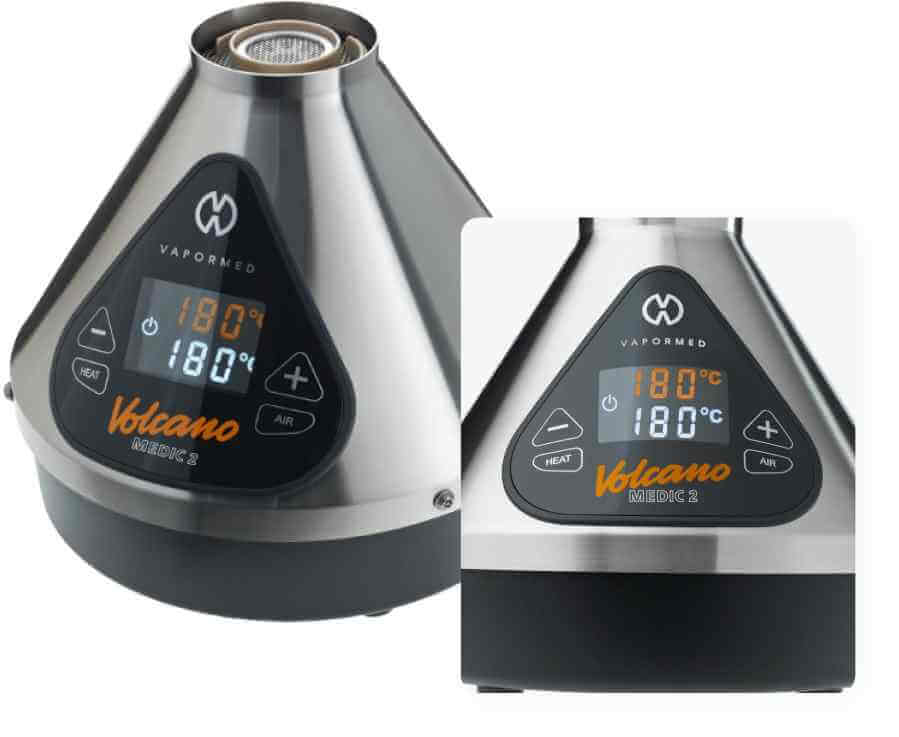 VAPORMED
180°C
180°C
HEAT
AIR
Volcano
MEDIC 2
VAPORMED
180°C
180°C
HEAT
AIR
Volcano
MEDIC 2